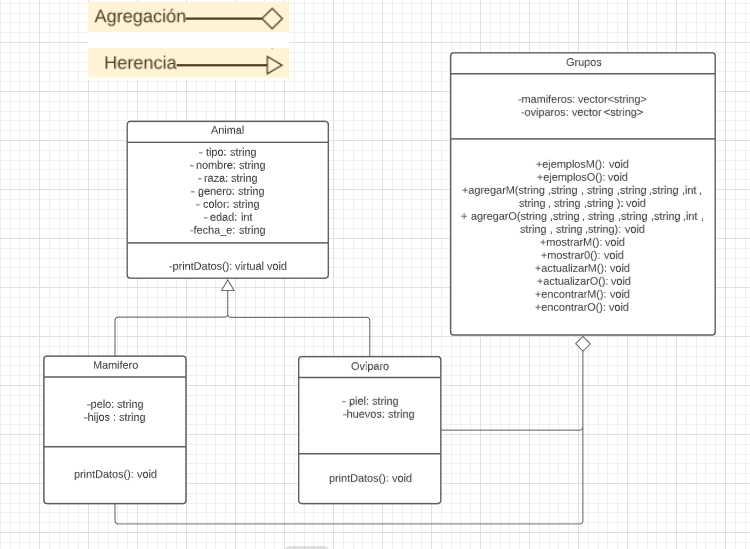 Agregación
Herencia
Grupos
-mamiferos: vector<string>
-oviparos: vector <string>
+ejemplosM(): void
+ejemplosO(): void
+agregarM(string ,string , string ,string ,string ,int ,
string , string ,string ): void
+ agregarO(string ,string , string ,string ,string ,int ,
string , string ,string): void
+mostrarM(): void
+mostrar0(): void
+actualizarM(): void
+actualizarO(): void
+encontrarM(): void
+encontrarO(): void
Animal
- tipo: string
- nombre: string
- raza: string
- genero: string
- color: string
- edad: int
-fecha_e: string
-printDatos(): virtual void
Mamifero
-pelo: string
-hijos : string
printDatos(): void
Oviparo
- piel: string
-huevos: string
printDatos(): void